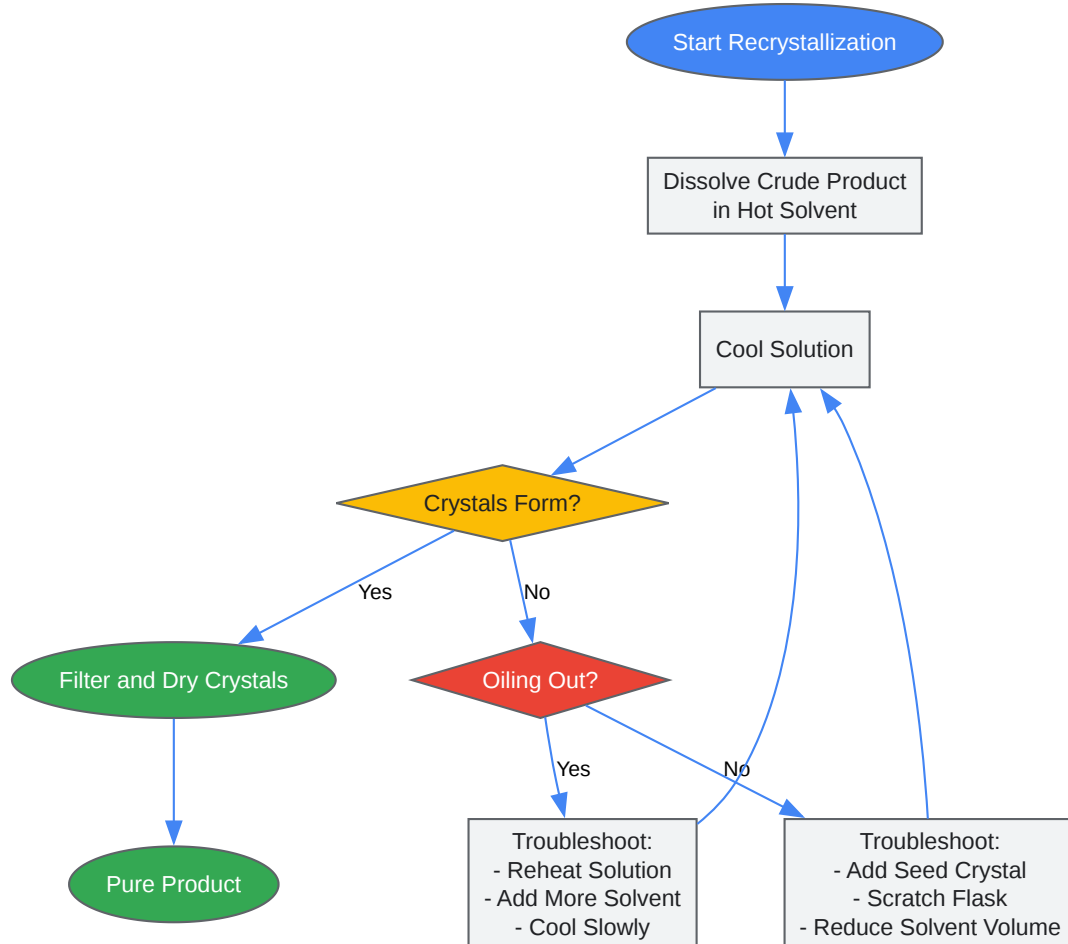 Start Recrystallization
Dissolve Crude Product
in Hot Solvent
Cool Solution
Crystals Form?
Yes
No
Filter and Dry Crystals
Oiling Out?
Yes
No
Pure Product
Troubleshoot:
- Reheat Solution
- Add More Solvent
- Cool Slowly
Troubleshoot:
- Add Seed Crystal
- Scratch Flask
- Reduce Solvent Volume